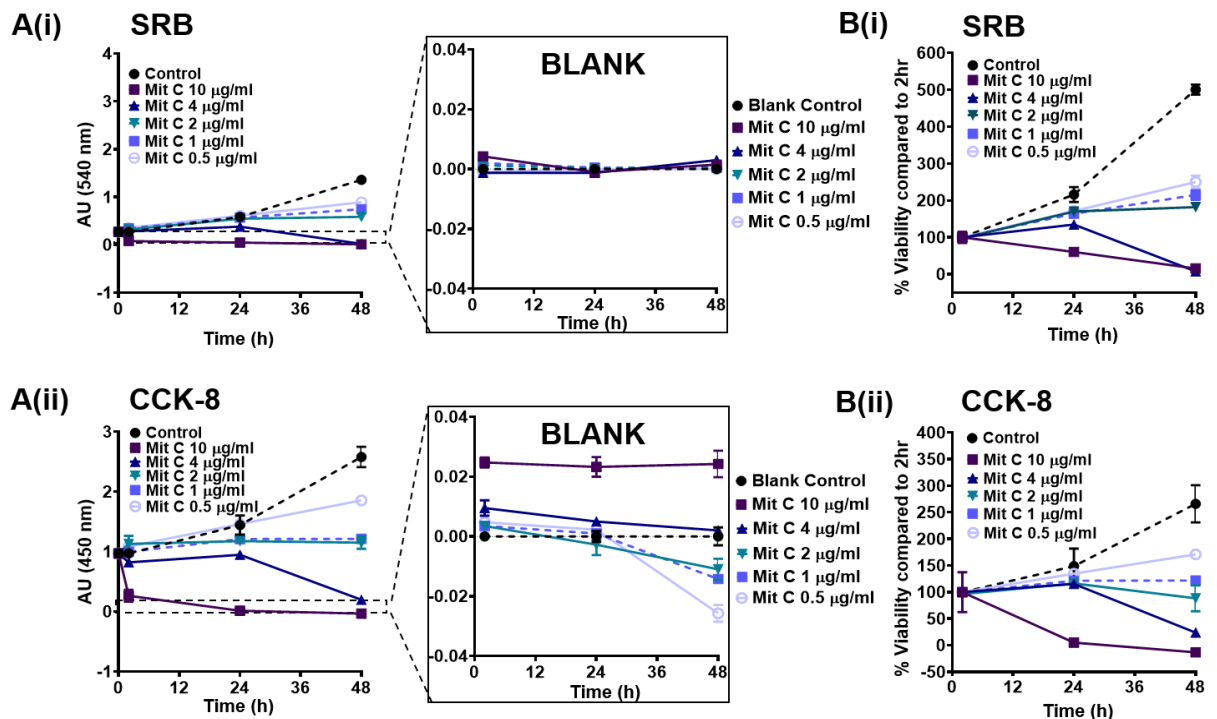 A(i) SRB
AU (540 nm)
4
3
2
1
0
-1
Control
Mit C 10 μg/ml
Mit C 4 μg/ml
Mit C 2 μg/ml
Mit C 1 μg/ml
Mit C 0.5 μg/ml
0 12 24 36 48
Time (h)
BLANK
0.04
0.02
0.00
-0.02
-0.04
0 12 24 36 48
Time (h)
Blank Control
Mit C 10 μg/ml
Mit C 4 μg/ml
Mit C 2 μg/ml
Mit C 1 μg/ml
Mit C 0.5 μg/ml
B(i) SRB
% Viability compared to 2hr
600
500
400
300
200
100
0
Control
Mit C 10 μg/ml
Mit C 4 μg/ml
Mit C 2 μg/ml
Mit C 1 μg/ml
Mit C 0.5 μg/ml
0 12 24 36 48
Time (h)
A(ii) CCK-8
AU (450 nm)
3
2
1
0
-1
Control
Mit C 10 μg/ml
Mit C 4 μg/ml
Mit C 2 μg/ml
Mit C 1 μg/ml
Mit C 0.5 μg/ml
0 12 24 36 48
Time (h)
BLANK
0.04
0.02
0.00
-0.02
-0.04
0 12 24 36 48
Time (h)
Blank Control
Mit C 10 μg/ml
Mit C 4 μg/ml
Mit C 2 μg/ml
Mit C 1 μg/ml
Mit C 0.5 μg/ml
B(ii) CCK-8
% Viability compared to 2hr
400
350
300
250
200
150
100
50
0
-50
Control
Mit C 10 μg/ml
Mit C 4 μg/ml
Mit C 2 μg/ml
Mit C 1 μg/ml
Mit C 0.5 μg/ml
0 12 24 36 48
Time (h)